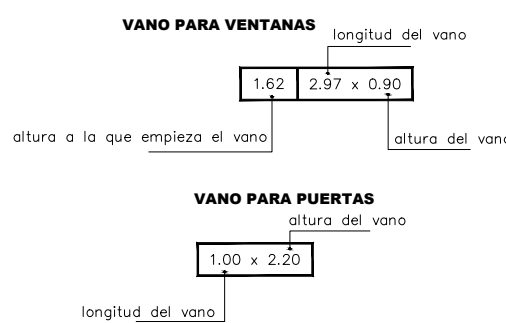 VANO PARA VENTANAS
longitud del vano
1.62 2.97 x 0.90
altura a la que empieza el vano
altura del vano
VANO PARA PUERTAS
altura del vano
1.00 x 2.20
longitud del vano